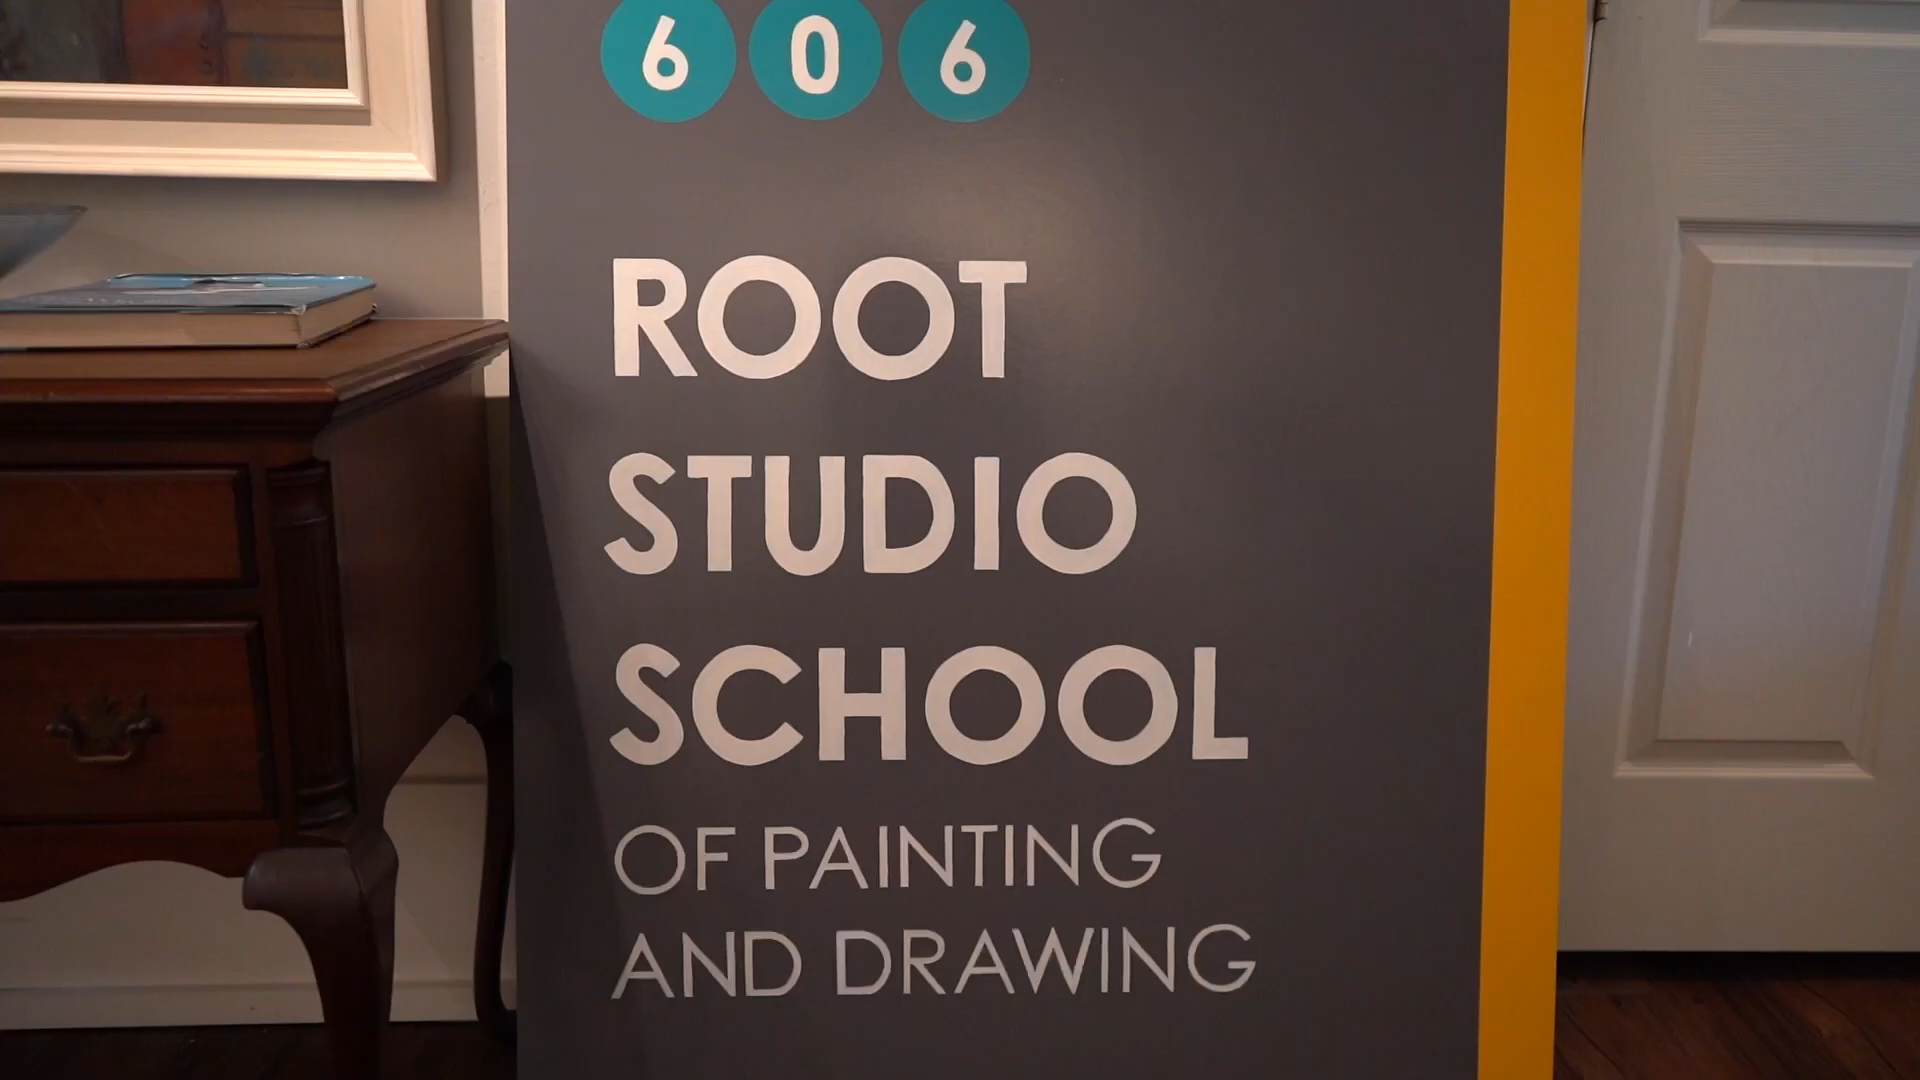 606
ROOT
STUDIO
SCHOOL
OF PAINTING
AND DRAWING